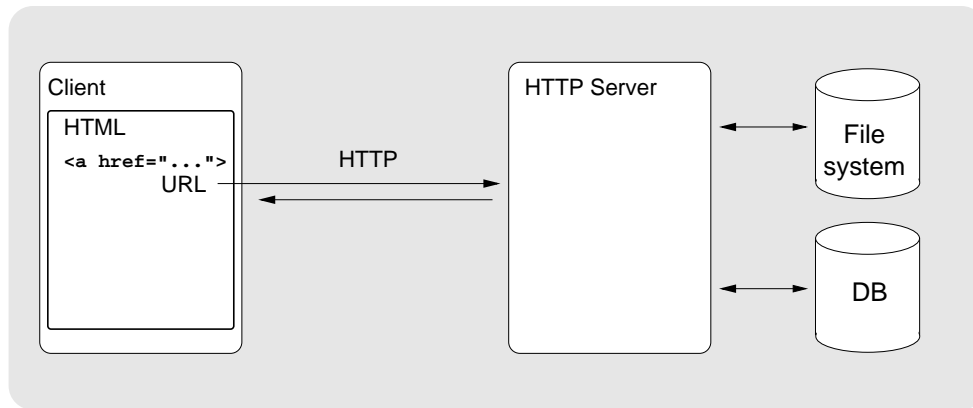 Client
HTML
<a href="...">
URL
HTTP
HTTP Server
File
system
DB